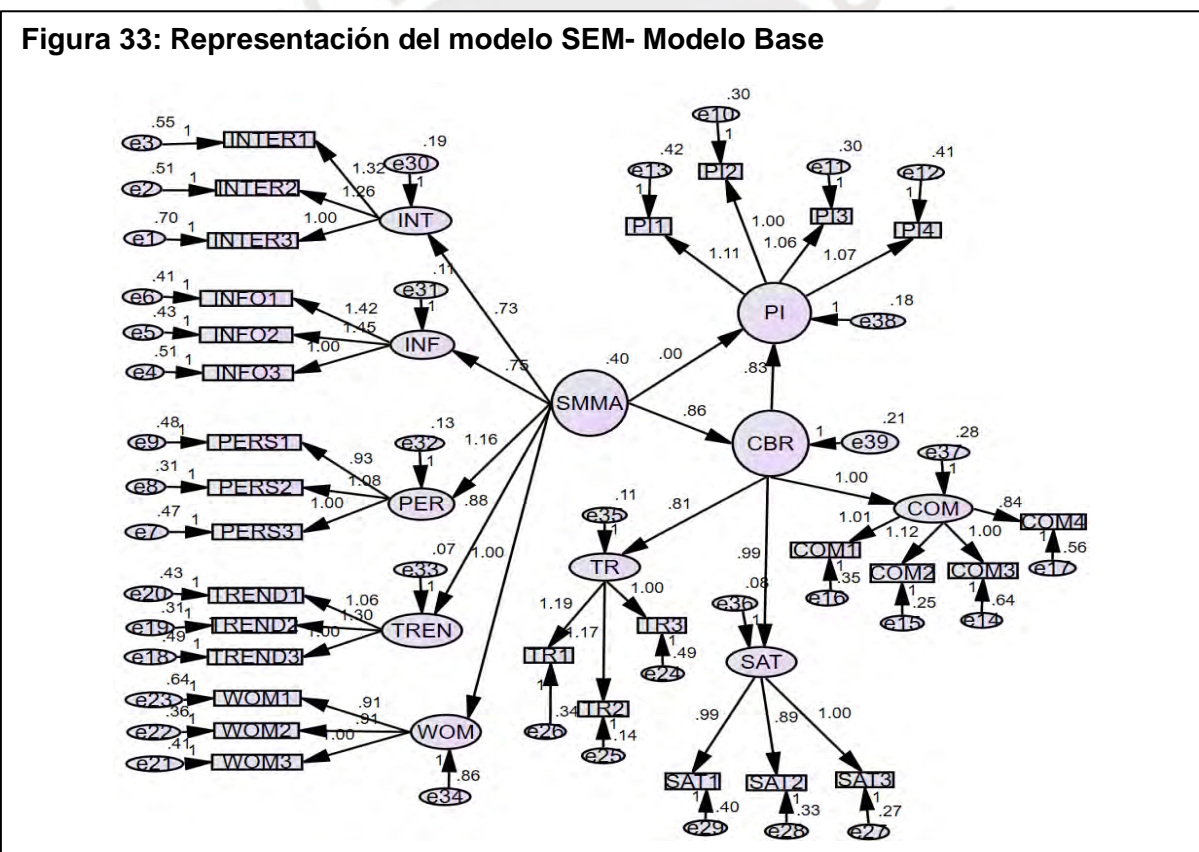 Figura 33: Representación del modelo SEM- Modelo Base
.55
e3
1
INTER1
1.32
.51
e2
1
INTER2
1.26
.70
e1
1
INTER3
1.00
.19
e30
1
INT
.73
.41
e6
1
INFO1
1.42
.43
e5
1
INFO2
1.45
.51
e4
1
INFO3
1.00
.11
e31
1
INF
.75
.48
e9
1
PERS1
.93
.31
e8
1
PERS2
1.08
.47
e7
1
PERS3
1.00
.13
e32
1
PER
1.16
.43
e20
1
TREND1
1.06
.31
e19
1
TREND2
1.30
.49
e18
1
TREND3
1.00
.07
e33
1
TREN
.88
.64
e23
1
WOM1
.91
.36
e22
1
WOM2
.91
.41
e21
1
WOM3
1.00
WOM
1
.86
e34
1.00
.40
SMMA
.00
.86
.30
e10
1
PI2
1.00
.42
e13
1
PI1
1.11
.30
e11
1
PI3
1.06
.41
e12
1
PI4
1.07
PI
1
.18
e38
.83
CBR
1
.21
e39
.81
.99
1.00
.28
e37
1
COM
1.01
COM1
1
.35
e16
1.12
COM2
1
.25
e15
1.00
COM3
1
.64
e14
.84
COM4
1
.56
e17
.11
e35
1
TR
1.19
TR1
1
.34
e26
1.17
TR2
1
.14
e25
1.00
TR3
1
.49
e24
.08
e36
1
SAT
.99
SAT1
1
.40
e29
.89
SAT2
1
.33
e28
1.00
SAT3
1
.27
e27